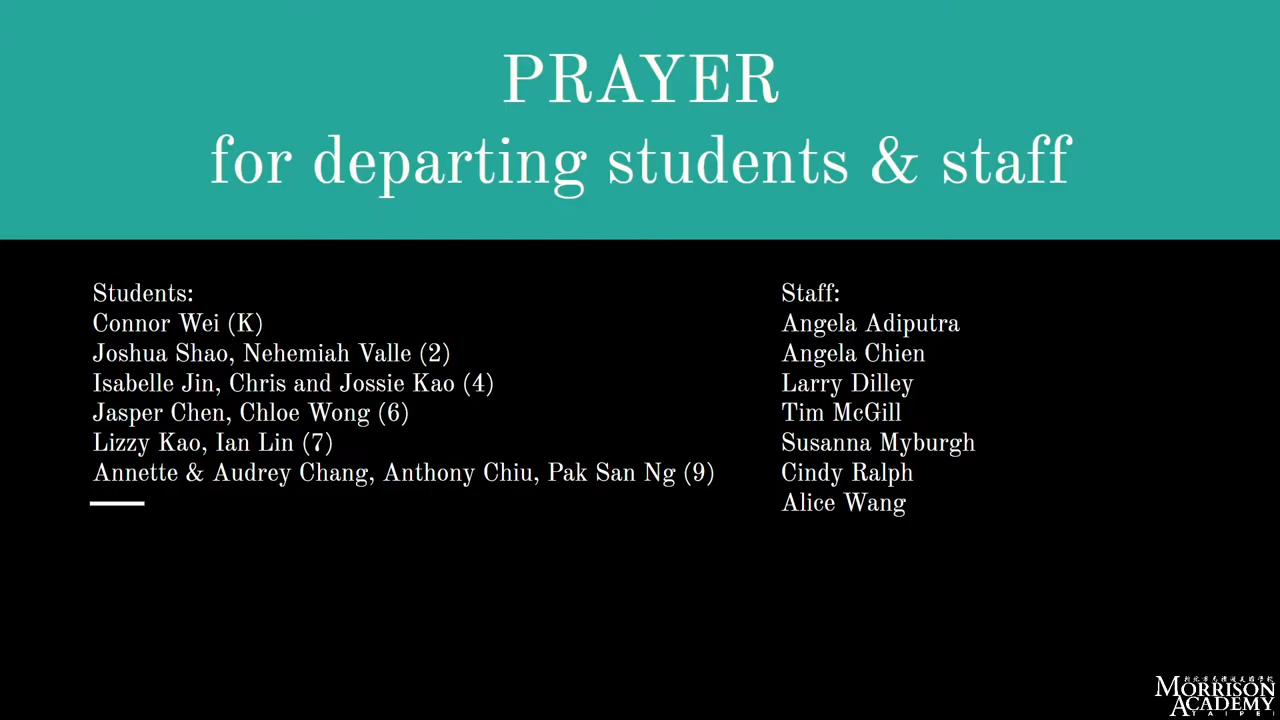 PRAYER
for departing students & staff
Students:
Connor Wei (K)
Joshua Shao, Nehemiah Valle (2)
Isabelle Jin, Chris and Jossie Kao (4)
Jasper Chen, Chloe Wong (6)
Lizzy Kao, Ian Lin (7)
Annette & Audrey Chang, Anthony Chiu, Pak San Ng (9)
Staff:
Angela Adiputra
Angela Chien
Larry Dilley
Tim McGill
Susanna Myburgh
Cindy Ralph
Alice Wang
MORRISON
ACADEMY
TAIPEI